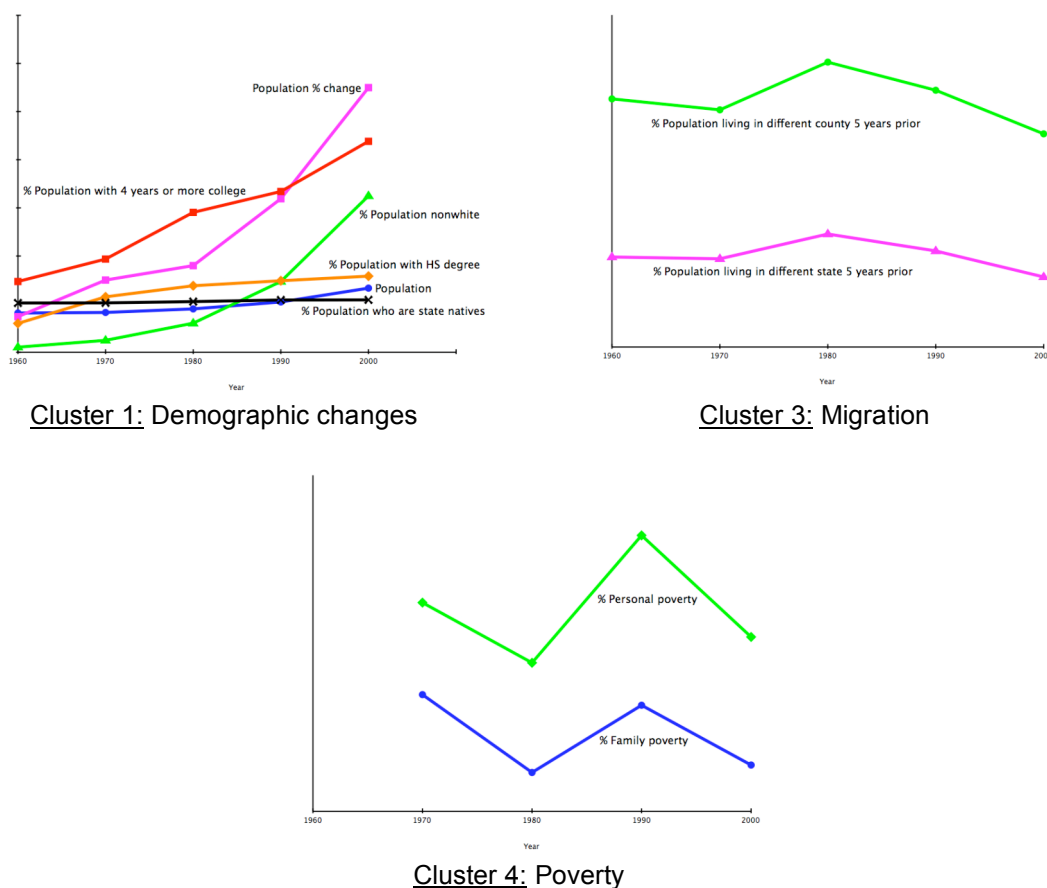 Population % change
% Population with 4 years or more college
% Population nonwhite
% Population with HS degree
Population
% Population who are state natives
1960 1970 1980 1990 2000
Year
Cluster 1: Demographic changes
% Population living in different county 5 years prior
% Population living in different state 5 years prior
1960 1970 1980 1990 200
Year
Cluster 3: Migration
% Personal poverty
% Family poverty
1960 1970 1980 1990 2000
Year
Cluster 4: Poverty